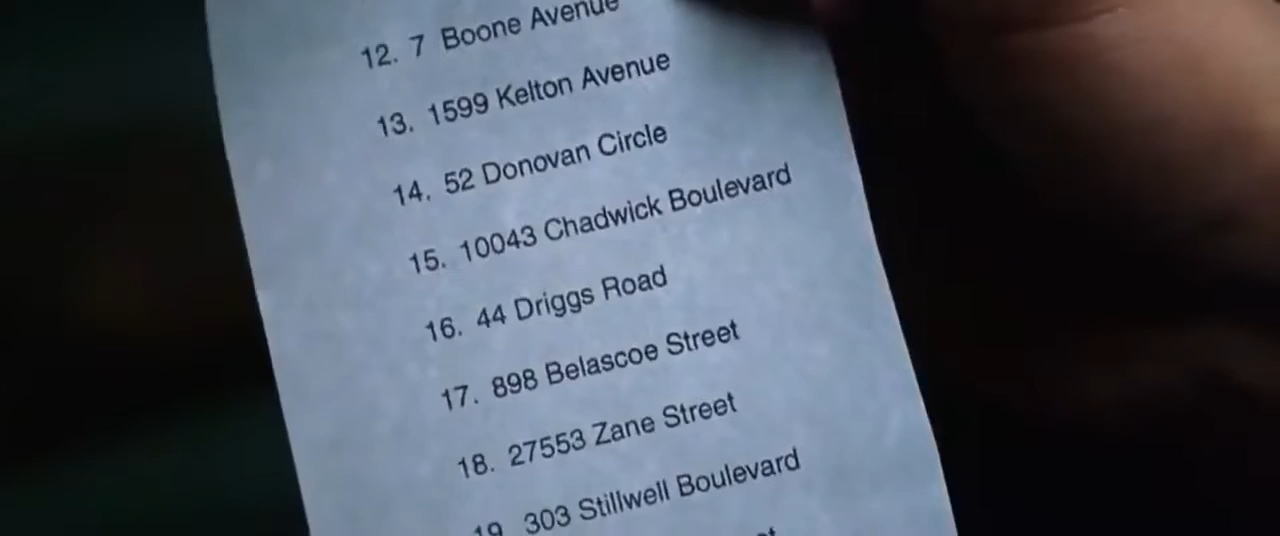 12. 7 Boone Avenue
13. 1599 Kelton Avenue
14. 52 Donovan Circle
15. 10043 Chadwick Boulevard
16. 44 Driggs Road
17. 898 Belascoe Street
18. 27553 Zane Street
19. 303 Stillwell Boulevard